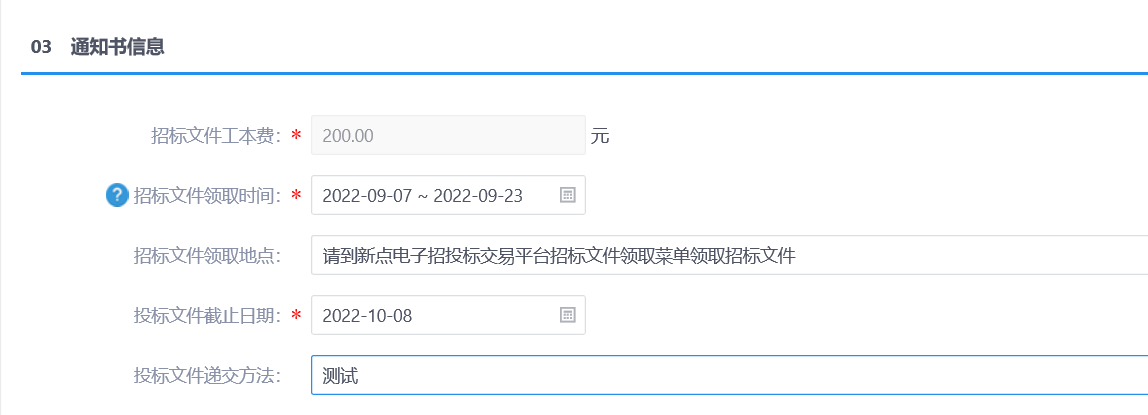 03 通知书信息
招标文件工本费：* 200.00 元
? 招标文件领取时间：* 2022-09-07 ~ 2022-09-23
招标文件领取地点： 请到新点电子招投标交易平台招标文件领取菜单领取招标文件
投标文件截止日期：* 2022-10-08
投标文件递交方法： 测试